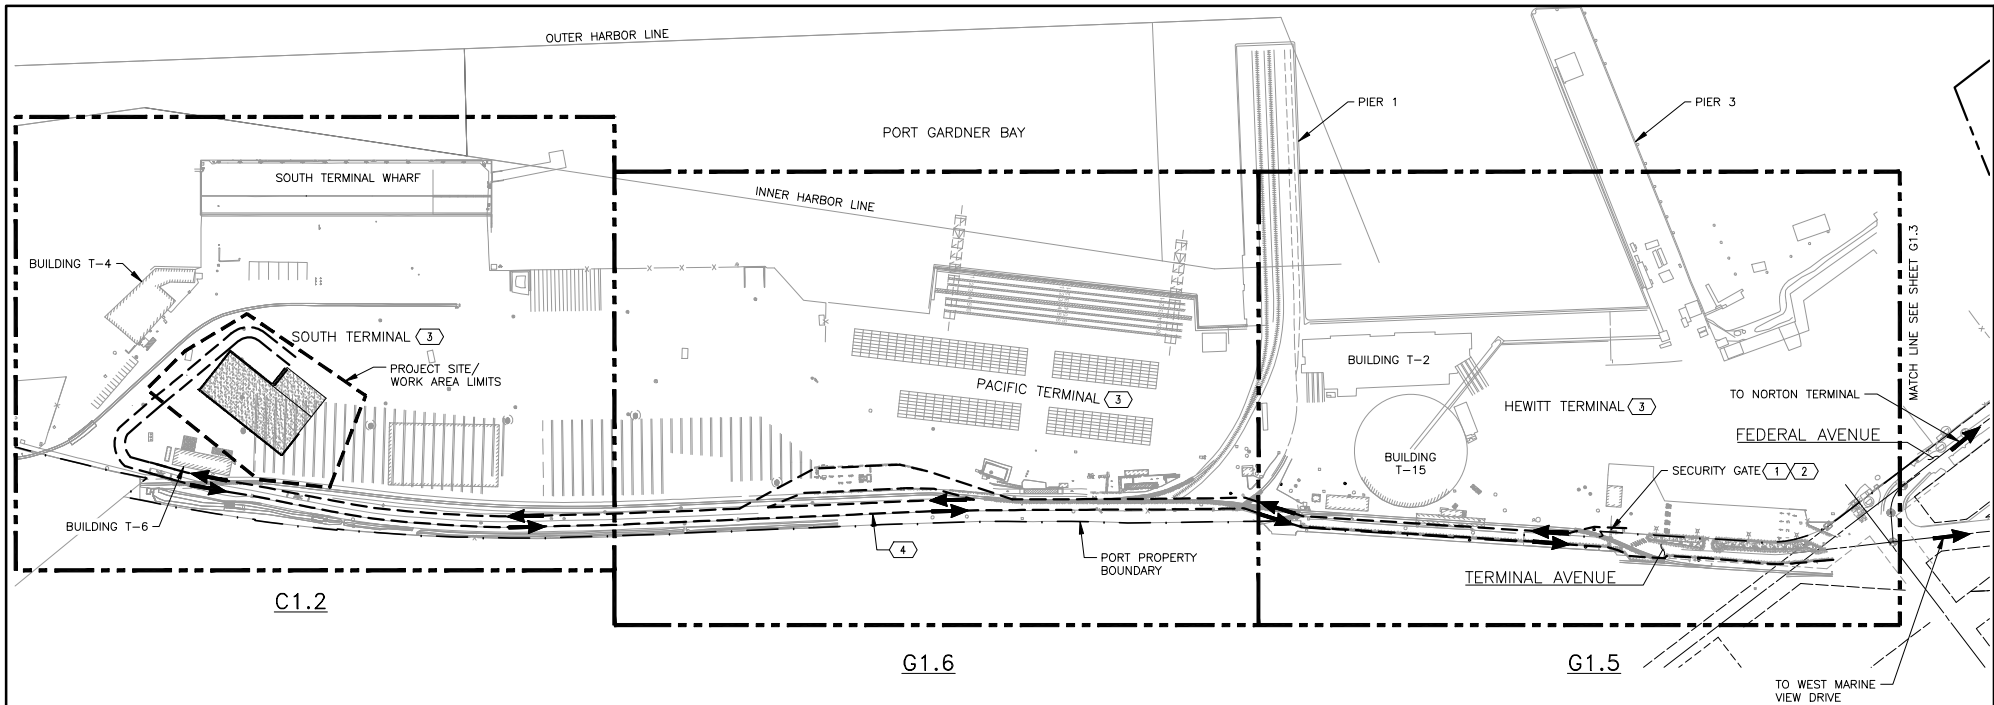 OUTER HARBOR LINE
PIER 1
PIER 3
PORT GARDNER BAY
SOUTH TERMINAL WHARF
INNER HARBOR LINE
BUILDING T-4
MATCH LINE SEE SHEET G1.3
SOUTH TERMINAL 3
PROJECT SITE/
WORK AREA LIMITS
BUILDING T-2
PACIFIC TERMINAL 3
HEWITT TERMINAL 3
TO NORTON TERMINAL
FEDERAL AVENUE
BUILDING
T-15
SECURITY GATE 1 2
BUILDING T-6
4
PORT PROPERTY
BOUNDARY
TERMINAL AVENUE
C1.2
G1.6
G1.5
TO WEST MARINE
VIEW DRIVE